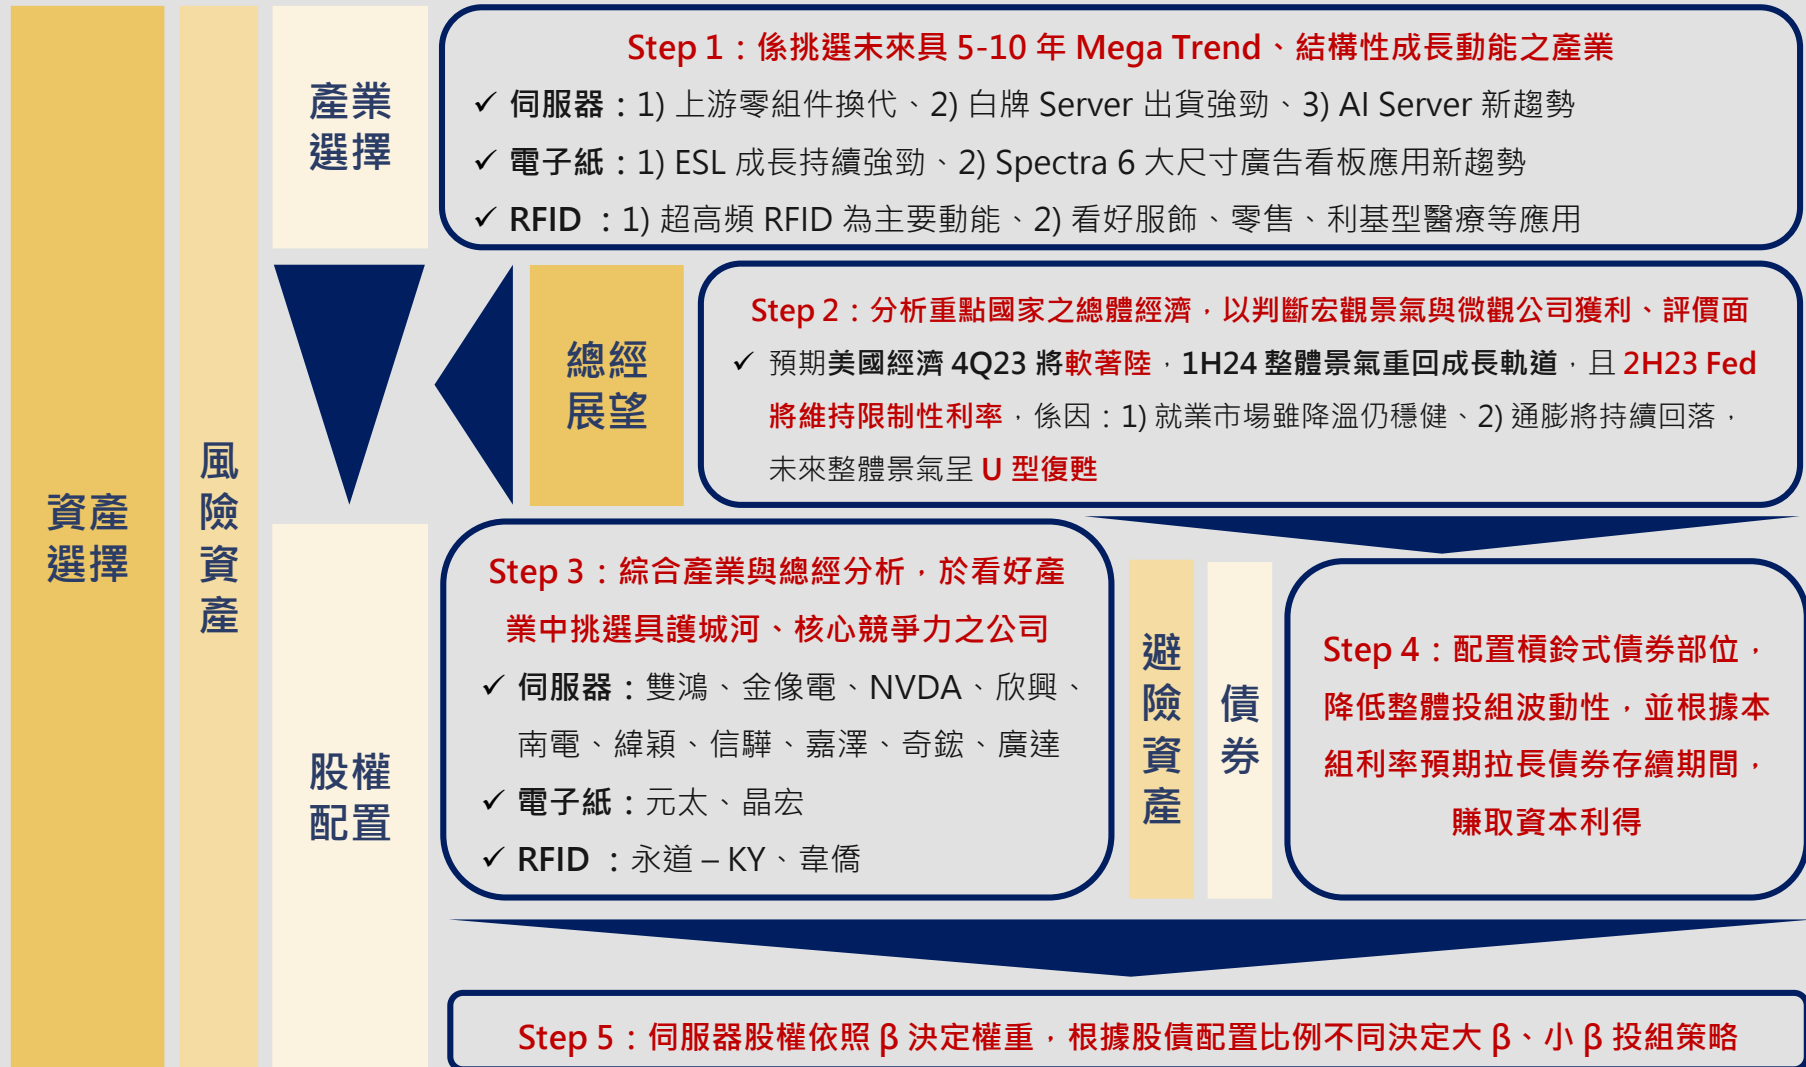 資產
選擇
風
險
資
產
產業
選擇
Step 1：係挑選未來具 5-10 年 Mega Trend、結構性成長動能之產業
✓ 伺服器：1) 上游零組件換代、2) 白牌 Server 出貨強勁、3) AI Server 新趨勢
✓ 電子紙：1) ESL 成長持續強勁、2) Spectra 6 大尺寸廣告看板應用新趨勢
✓ RFID ：1) 超高頻 RFID 為主要動能、2) 看好服飾、零售、利基型醫療等應用
總經
展望
Step 2：分析重點國家之總體經濟，以判斷宏觀景氣與微觀公司獲利、評價面
✓ 預期美國經濟 4Q23 將軟著陸，1H24 整體景氣重回成長軌道，且 2H23 Fed
將維持限制性利率，係因：1) 就業市場雖降溫仍穩健、2) 通膨將持續回落，
未來整體景氣呈 U 型復甦
股權
配置
Step 3：綜合產業與總經分析，於看好產
業中挑選具護城河、核心競爭力之公司
✓ 伺服器：雙鴻、金像電、NVDA、欣興、
南電、緯穎、信驊、嘉澤、奇鋐、廣達
✓ 電子紙：元太、晶宏
✓ RFID ：永道 – KY、韋僑
避
險
資
產
債
券
Step 4：配置槓鈴式債券部位，
降低整體投組波動性，並根據本
組利率預期拉長債券存續期間，
賺取資本利得
Step 5：伺服器股權依照 β 決定權重，根據股債配置比例不同決定大 β、小 β 投組策略